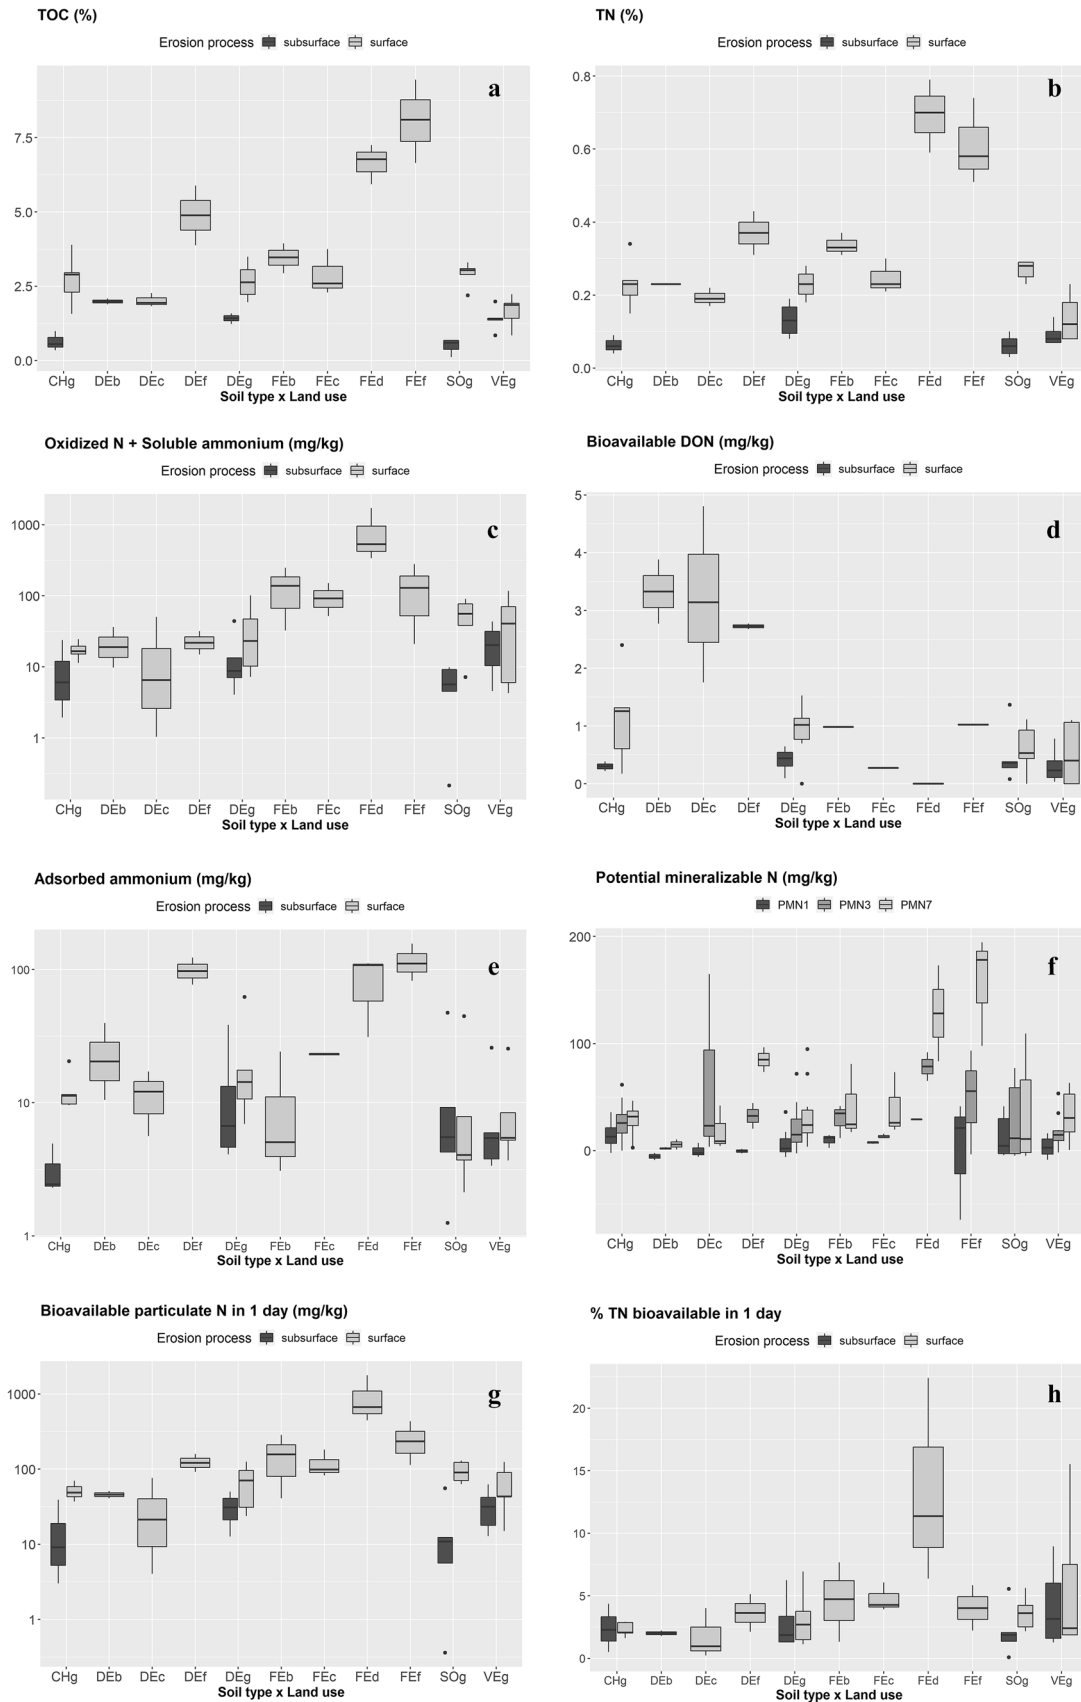 TOC (%)
Erosion process subsurface surface
a
7.5
5.0
2.5
0.0
CHg DEb DEc DEf DEg FEb FEc FEd FEf SOg VEg
Soil type x Land use
TN (%)
Erosion process subsurface surface
b
0.8
0.6
0.4
0.2
0.0
CHg DEb DEc DEf DEg FEb FEc FEd FEf SOg VEg
Soil type x Land use
Oxidized N + Soluble ammonium (mg/kg)
Erosion process subsurface surface
c
1000
100
10
1
CHg DEb DEc DEf DEg FEb FEc FEd FEf SOg VEg
Soil type x Land use
Bioavailable DON (mg/kg)
Erosion process subsurface surface
d
5
4
3
2
1
0
CHg DEb DEc DEf DEg FEb FEc FEd FEf SOg VEg
Soil type x Land use
Adsorbed ammonium (mg/kg)
Erosion process subsurface surface
e
100
10
1
CHg DEb DEc DEf DEg FEb FEc FEd FEf SOg VEg
Soil type x Land use
Potential mineralizable N (mg/kg)
PMN1 PMN3 PMN7
f
200
100
0
CHg DEb DEc DEf DEg FEb FEc FEd FEf SOg VEg
Soil type x Land use
Bioavailable particulate N in 1 day (mg/kg)
Erosion process subsurface surface
g
1000
100
10
1
CHg DEb DEc DEf DEg FEb FEc FEd FEf SOg VEg
Soil type x Land use
% TN bioavailable in 1 day
Erosion process subsurface surface
h
20
15
10
5
0
CHg DEb DEc DEf DEg FEb FEc FEd FEf SOg VEg
Soil type x Land use